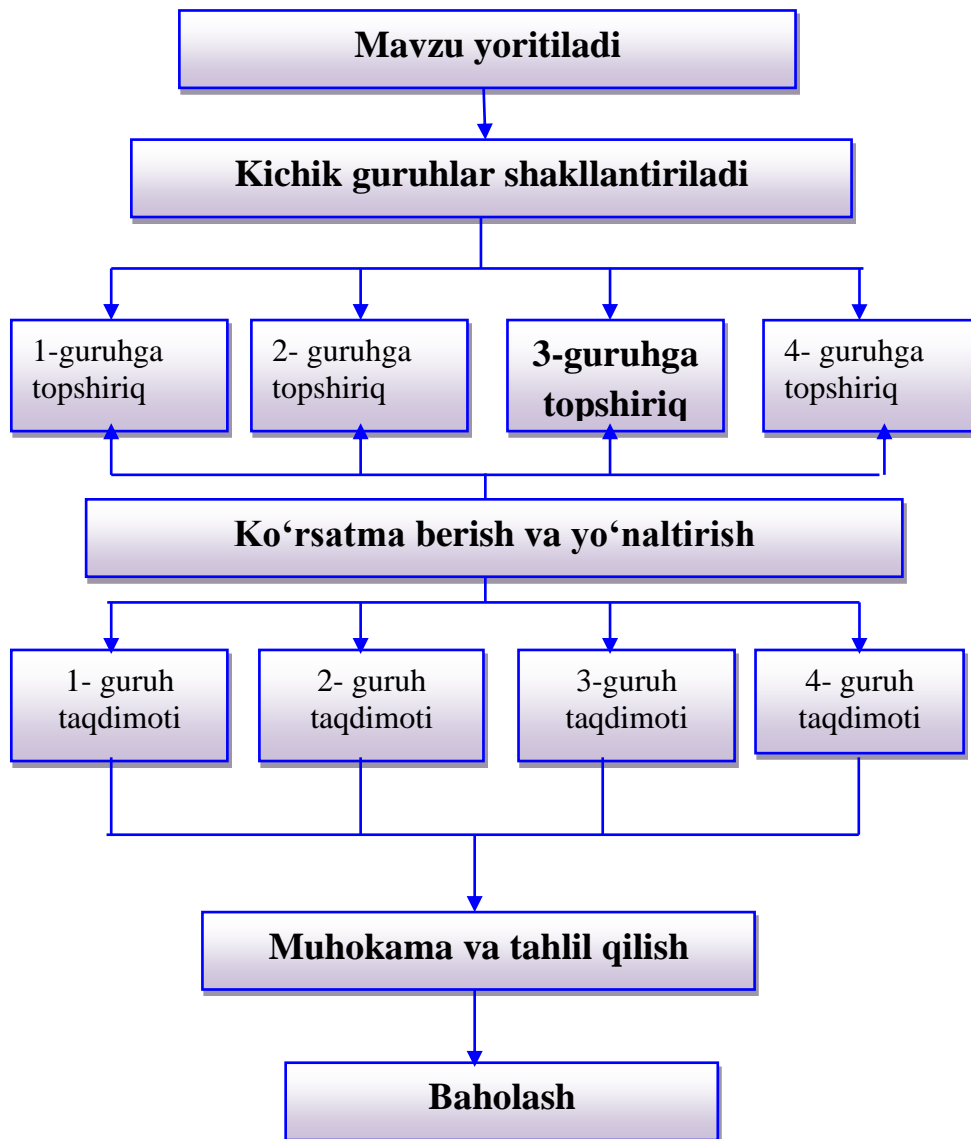 Mavzu yoritiladi
Kichik guruhlar shakllantiriladi
1-guruhga
topshiriq
2- guruhga
topshiriq
3-guruhga
topshiriq
4- guruhga
topshiriq
Ko‘rsatma berish va yo‘naltirish
1- guruh
taqdimoti
2- guruh
taqdimoti
3-guruh
taqdimoti
4- guruh
taqdimoti
Muhokama va tahlil qilish
Baholash